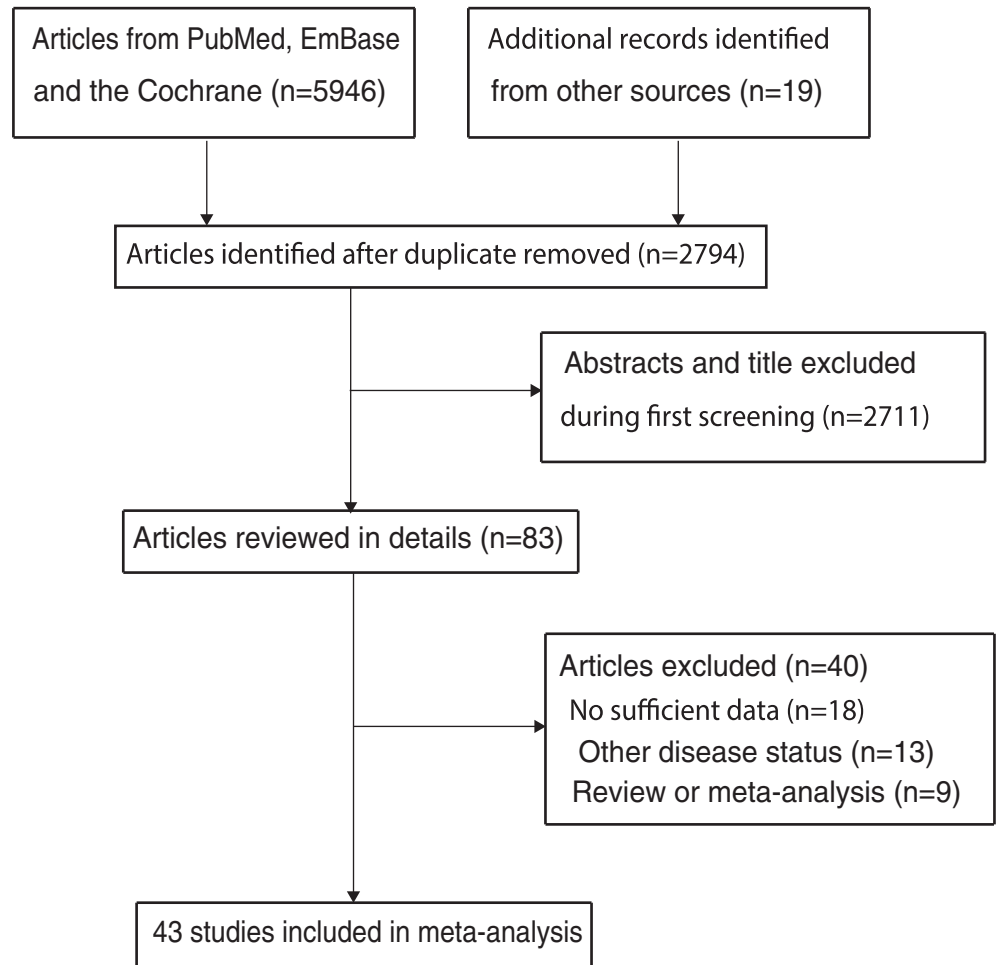 Articles from PubMed, EmBase
and the Cochrane (n=5946)
Additional records identified
from other sources (n=19)
Articles identified after duplicate removed (n=2794)
Abstracts and title excluded
during first screening (n=2711)
Articles reviewed in details (n=83)
Articles excluded (n=40)
No sufficient data (n=18)
Other disease status (n=13)
Review or meta-analysis (n=9)
43 studies included in meta-analysis